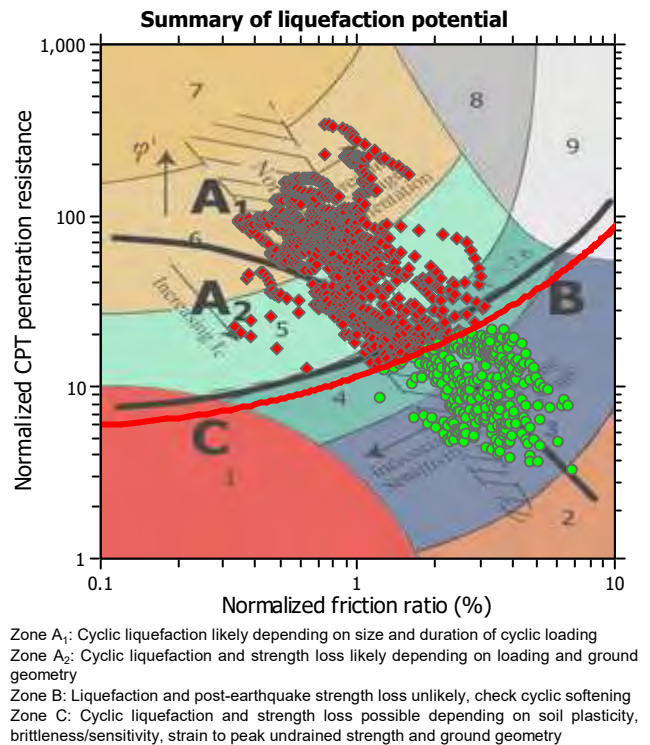 Summary of liquefaction potential
1,000
100
10
1
Normalized CPT penetration resistance
7
8
9
φ'
A1
6
A2
Increasing fc
5
B
4
C
1
3
2
0.1
1
10
Normalized friction ratio (%)
Zone A1: Cyclic liquefaction likely depending on size and duration of cyclic loading
Zone A2: Cyclic liquefaction and strength loss likely depending on loading and ground
geometry
Zone B: Liquefaction and post-earthquake strength loss unlikely, check cyclic softening
Zone C: Cyclic liquefaction and strength loss possible depending on soil plasticity,
brittleness/sensitivity, strain to peak undrained strength and ground geometry